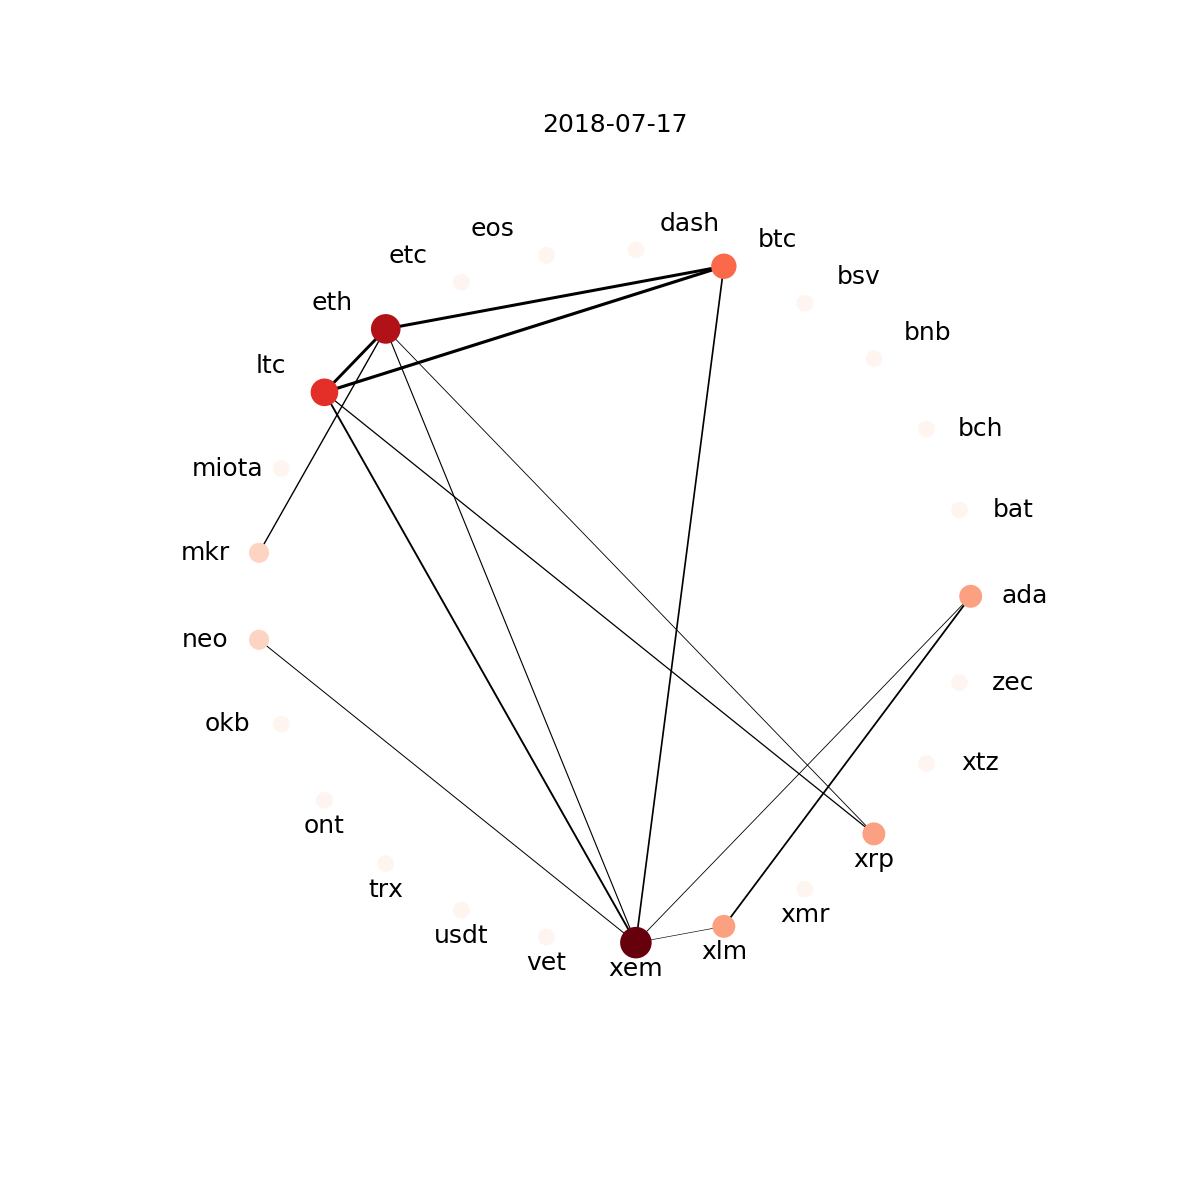 2018-07-17
dash
eos
btc
etc
bsv
eth
bnb
ltc
bch
miota
bat
mkr
ada
neo
zec
okb
xtz
ont
xrp
trx
xmr
usdt
xlm
vet
xem